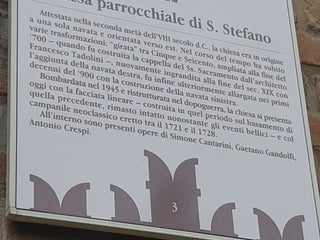 sa parrocchiale di S. Stefano
Attestata nella seconda metà dell'VIII secolo d.C., la chiesa era in origine
a una sola navata e orientata verso est. Nel corso del tempo ha subito
varie trasformazioni: "girata" tra Cinque e Seicento, ampliata alla fine del
'700 – quando fu costruita la cappella del Ss. Sacramento dall'architetto
Francesco Tadolini –, nuovamente ingrandita alla fine del sec. XIX con
l'aggiunta della navata destra, fu infine ulteriormente allargata nei primi
decenni del '900 con la costruzione della navata sinistra.
Bombardata nel 1945 e ristrutturata nel dopoguerra, la chiesa si presenta
oggi con la facciata lineare – costruita in quel periodo sul basamento di
quella precedente, rimasto intatto nonostante gli eventi bellici – e col
campanile neoclassico eretto tra il 1721 e il 1728.
All'interno sono presenti opere di Simone Cantarini, Gaetano Gandolfi,
Antonio Crespi.
3